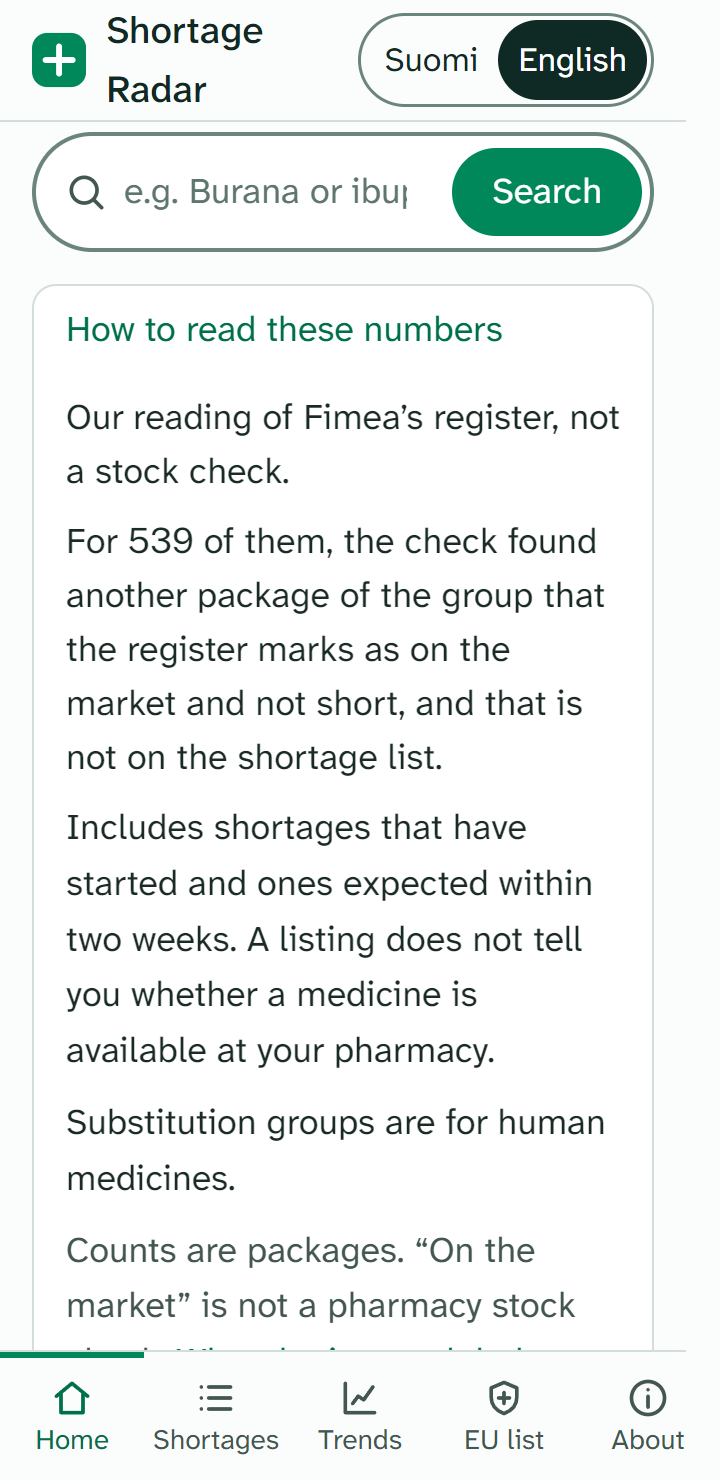 Shortage
Radar
Suomi
English
e.g. Burana or ibu
Search
How to read these numbers
Our reading of Fimea’s register, not
a stock check.
For 539 of them, the check found
another package of the group that
the register marks as on the
market and not short, and that is
not on the shortage list.
Includes shortages that have
started and ones expected within
two weeks. A listing does not tell
you whether a medicine is
available at your pharmacy.
Substitution groups are for human
medicines.
Counts are packages. “On the
market” is not a pharmacy stock
Home
Shortages
Trends
EU list
About